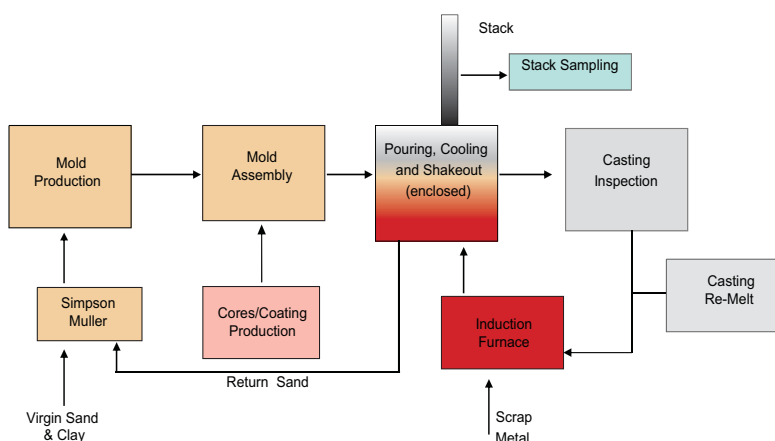 Stack
Stack Sampling
Mold
Production
Mold
Assembly
Pouring, Cooling
and Shakeout
(enclosed)
Casting
Inspection
Simpson
Muller
Cores/Coating
Production
Induction
Furnace
Casting
Re-Melt
Return Sand
Virgin Sand
& Clay
Scrap
Metal